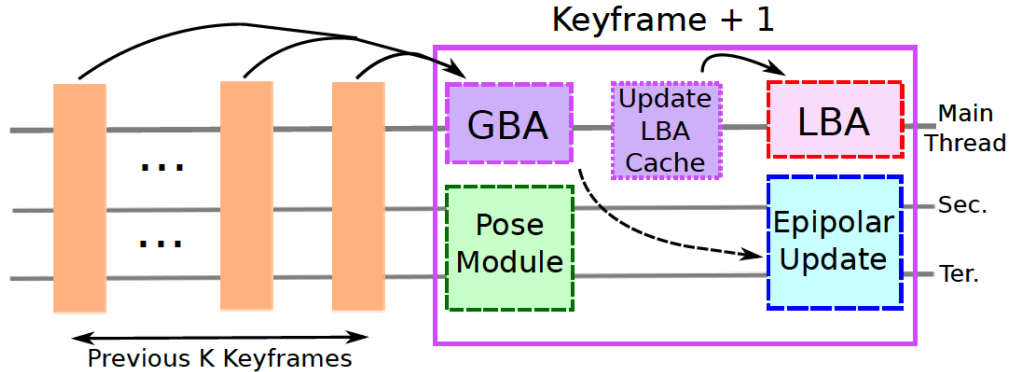 Keyframe + 1
GBA
Update
LBA
Cache
LBA
Main
Thread
...
...
Pose
Module
Epipolar
Update
Sec.
Ter.
Previous K Keyframes